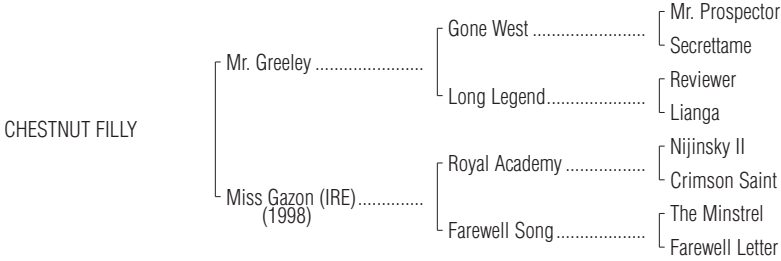 Mr. Prospector
Gone West ........................
Secrettame
Mr. Greeley .......................
Reviewer
Long Legend.....................
Lianga
CHESTNUT FILLY
Nijinsky II
Royal Academy .................
Crimson Saint
Miss Gazon (IRE)..............
(1998)
The Minstrel
Farewell Song...................
Farewell Letter